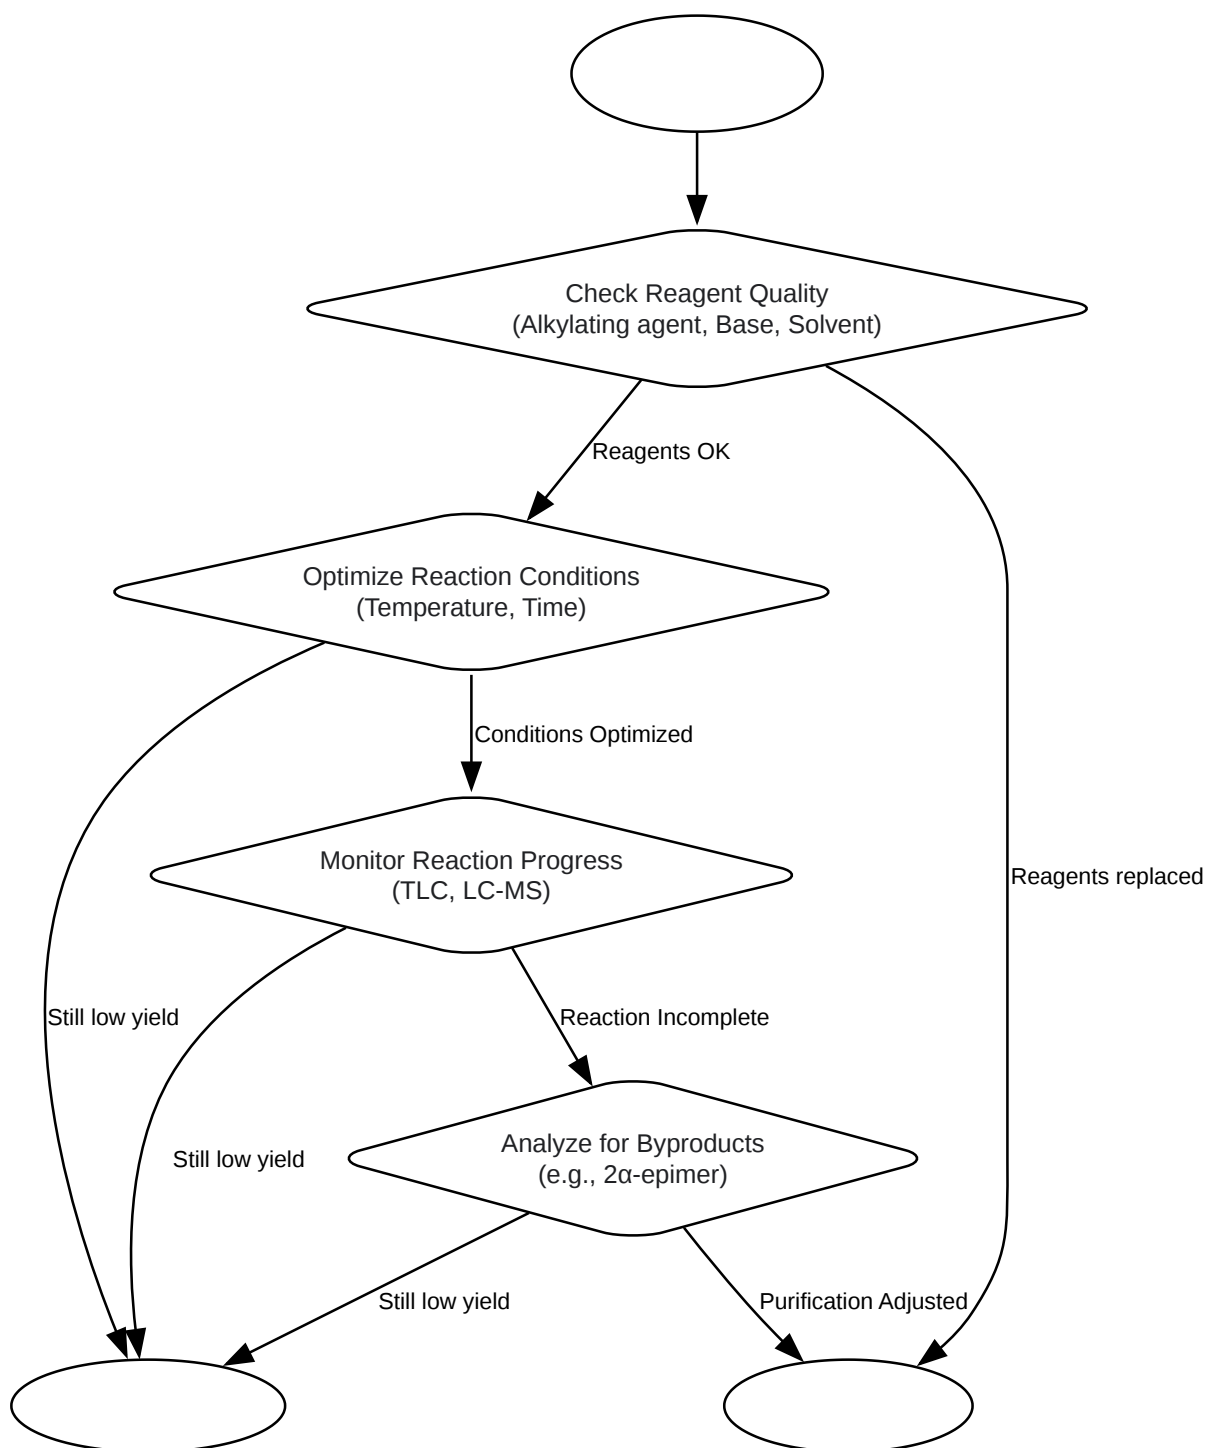 Check Reagent Quality
(Alkylating agent, Base, Solvent)
Reagents OK
Optimize Reaction Conditions
(Temperature, Time)
Conditions Optimized
Monitor Reaction Progress
(TLC, LC-MS)
Reagents replaced
Still low yield
Reaction Incomplete
Still low yield
Analyze for Byproducts
(e.g., 2α-epimer)
Still low yield
Purification Adjusted